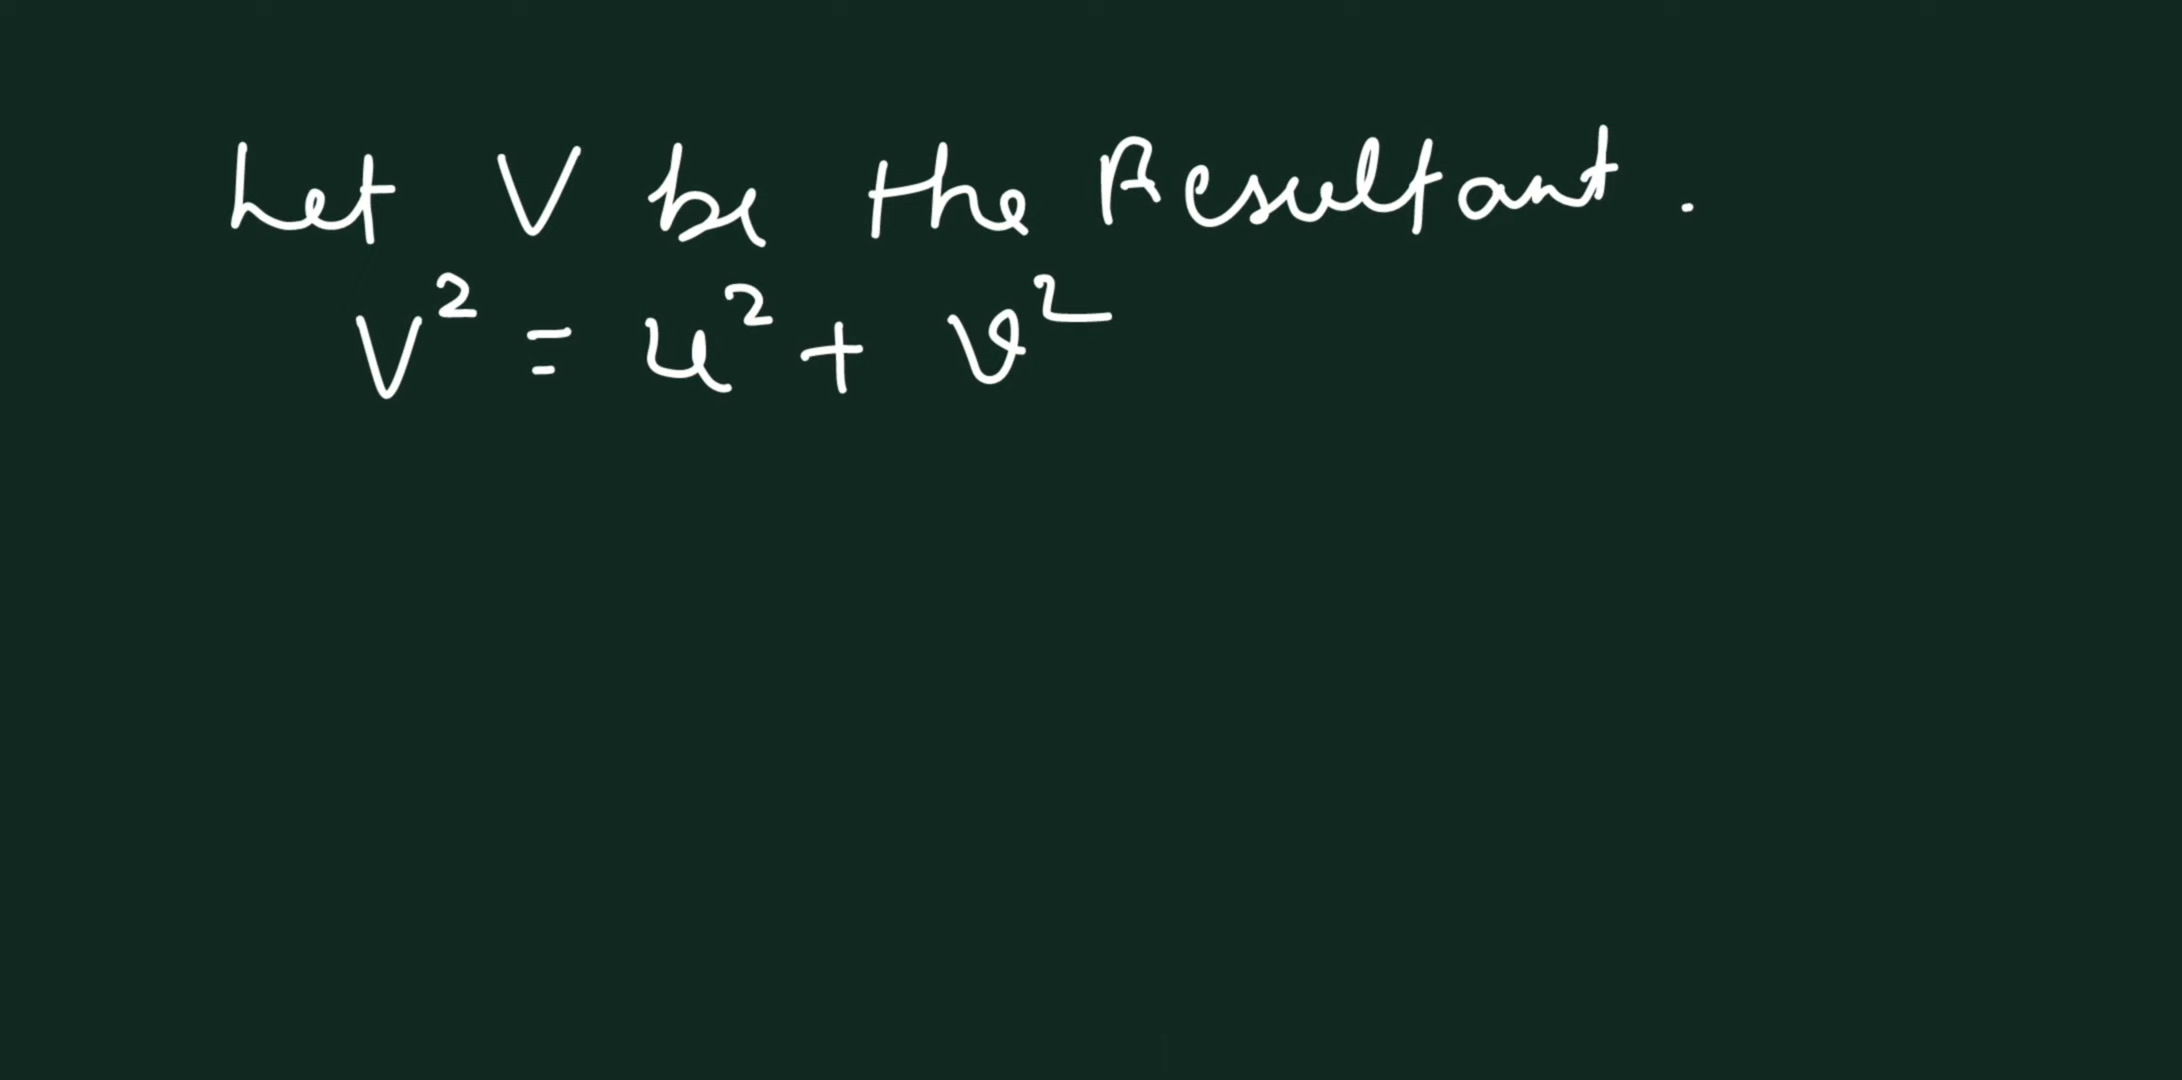 Let V be the Resultant.
V² = u² + v²